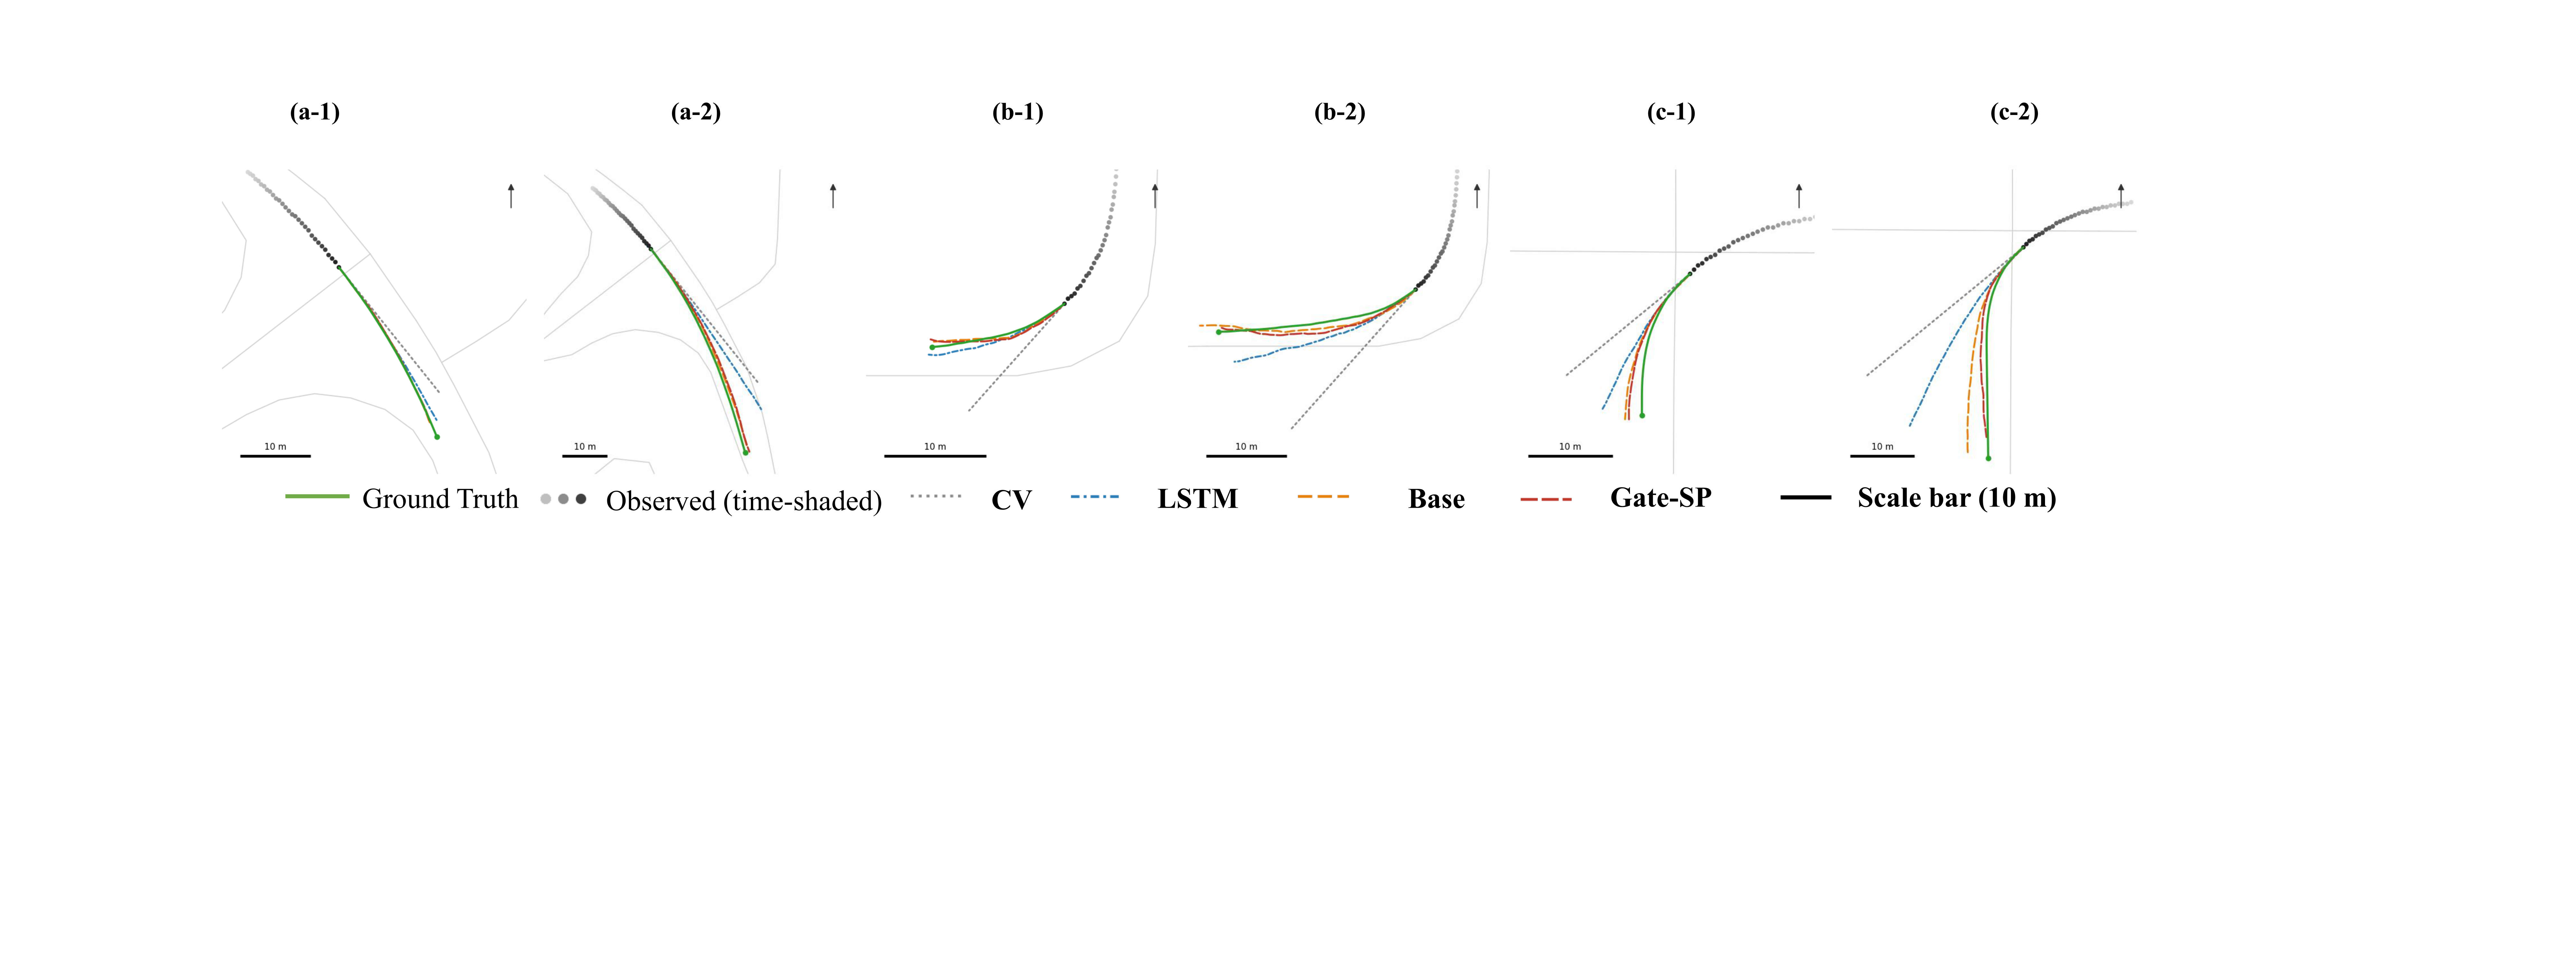 (a-1) (a-2) (b-1) (b-2) (c-1) (c-2)
10 m 10 m 10 m 10 m 10 m 10 m
Ground Truth Observed (time-shaded) CV LSTM Base Gate-SP Scale bar (10 m)